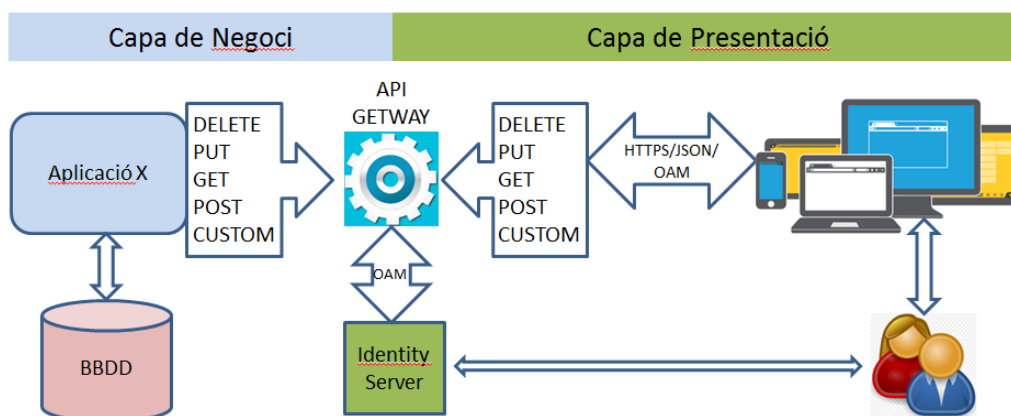 Capa de Negoci
Capa de Presentació
API
GETWAY
Aplicació X
DELETE
PUT
GET
POST
CUSTOM
DELETE
PUT
GET
POST
CUSTOM
HTTPS/JSON/
OAM
OAM
BBDD
Identity
Server